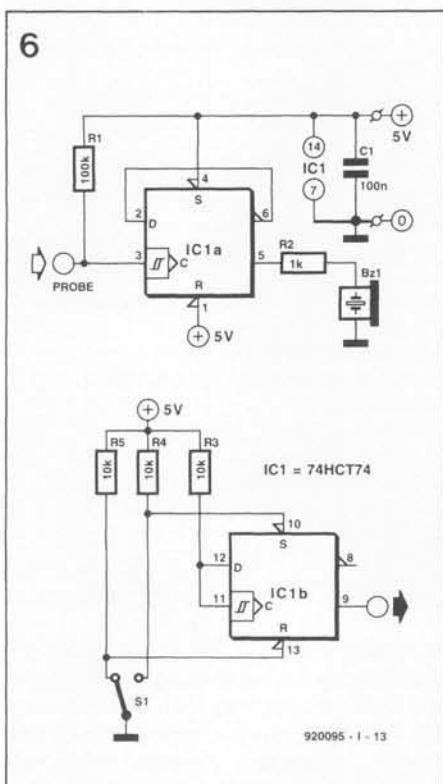 6
R1
100k
4
S
2
D
6
IC1a
3
C
5
R
1
5V
PROBE
R2
1k
Bz1
14
IC1
7
C1
100n
+
5V
0
+
5V
R5
10k
R4
10k
R3
10k
IC1 = 74HCT74
10
S
12
D
8
IC1b
11
C
9
R
13
S1
920095 - I - 13